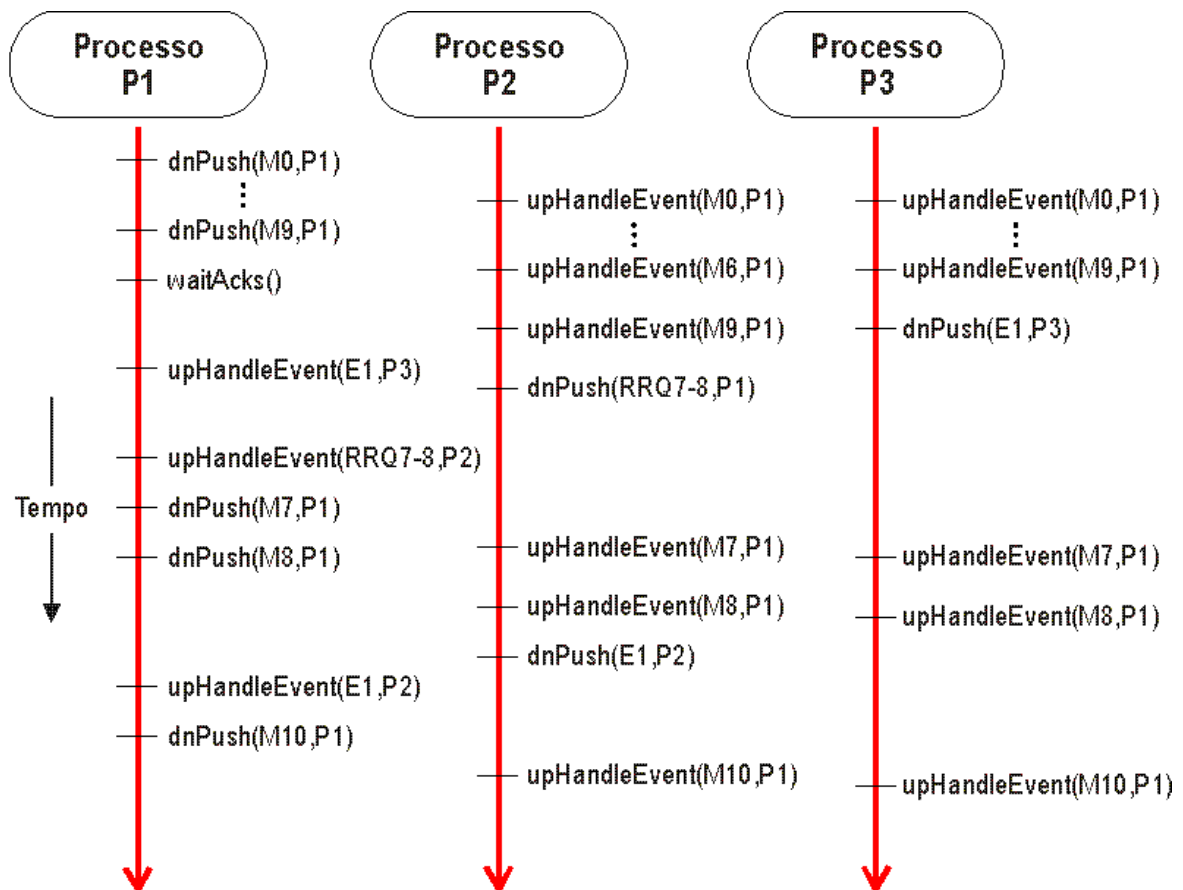 Processo
P1
Processo
P2
Processo
P3
dnPush(M0,P1)
dnPush(M9,P1)
waitAcks()
upHandleEvent(E1,P3)
upHandleEvent(RRQ7-8,P2)
dnPush(M7,P1)
dnPush(M8,P1)
upHandleEvent(E1,P2)
dnPush(M10,P1)
Tempo
upHandleEvent(M0,P1)
upHandleEvent(M6,P1)
upHandleEvent(M9,P1)
dnPush(RRQ7-8,P1)
upHandleEvent(M7,P1)
upHandleEvent(M8,P1)
dnPush(E1,P2)
upHandleEvent(M10,P1)
upHandleEvent(M0,P1)
upHandleEvent(M9,P1)
dnPush(E1,P3)
upHandleEvent(M7,P1)
upHandleEvent(M8,P1)
upHandleEvent(M10,P1)